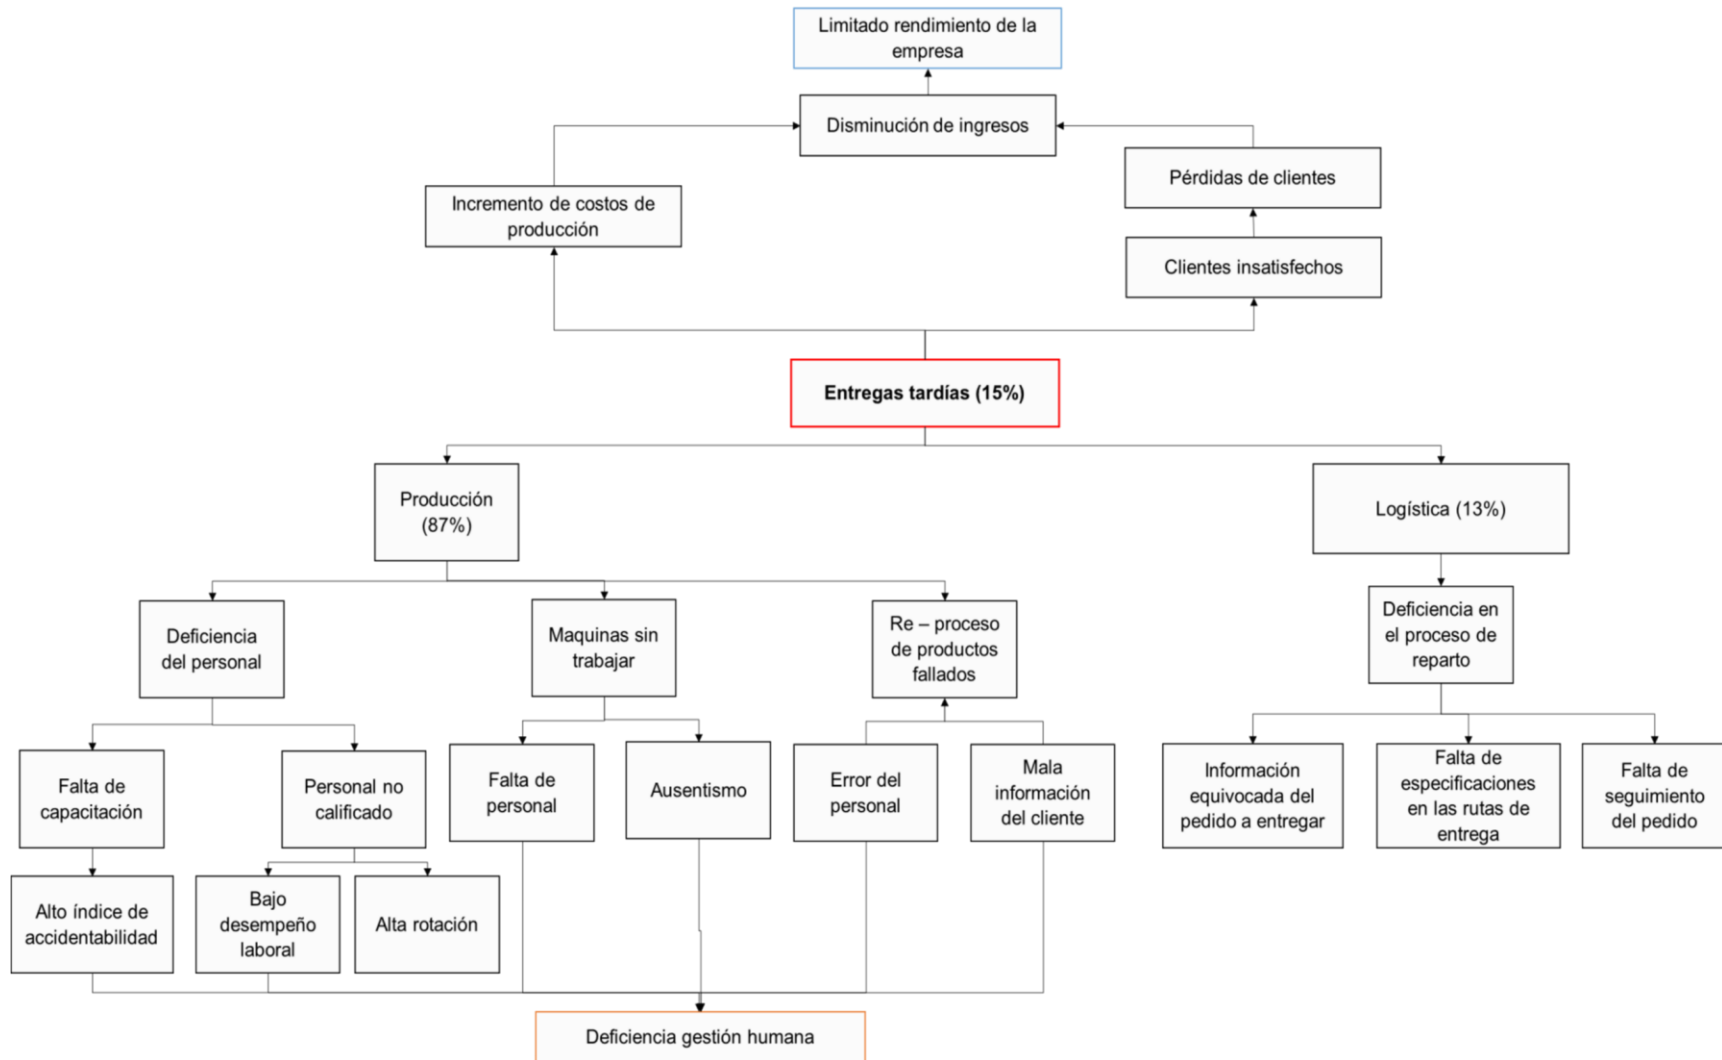 Limitado rendimiento de la
empresa
Disminución de ingresos
Pérdidas de clientes
Incremento de costos de
producción
Clientes insatisfechos
Entregas tardías (15%)
Producción
(87%)
Logística (13%)
Deficiencia
del personal
Maquinas sin
trabajar
Re – proceso
de productos
fallados
Deficiencia en
el proceso de
reparto
Falta de
capacitación
Personal no
calificado
Falta de
personal
Ausentismo
Error del
personal
Mala
información
del cliente
Información
equivocada del
pedido a entregar
Falta de
especificaciones
en las rutas de
entrega
Falta de
seguimiento
del pedido
Alto índice de
accidentabilidad
Bajo
desempeño
laboral
Alta rotación
Deficiencia gestión humana